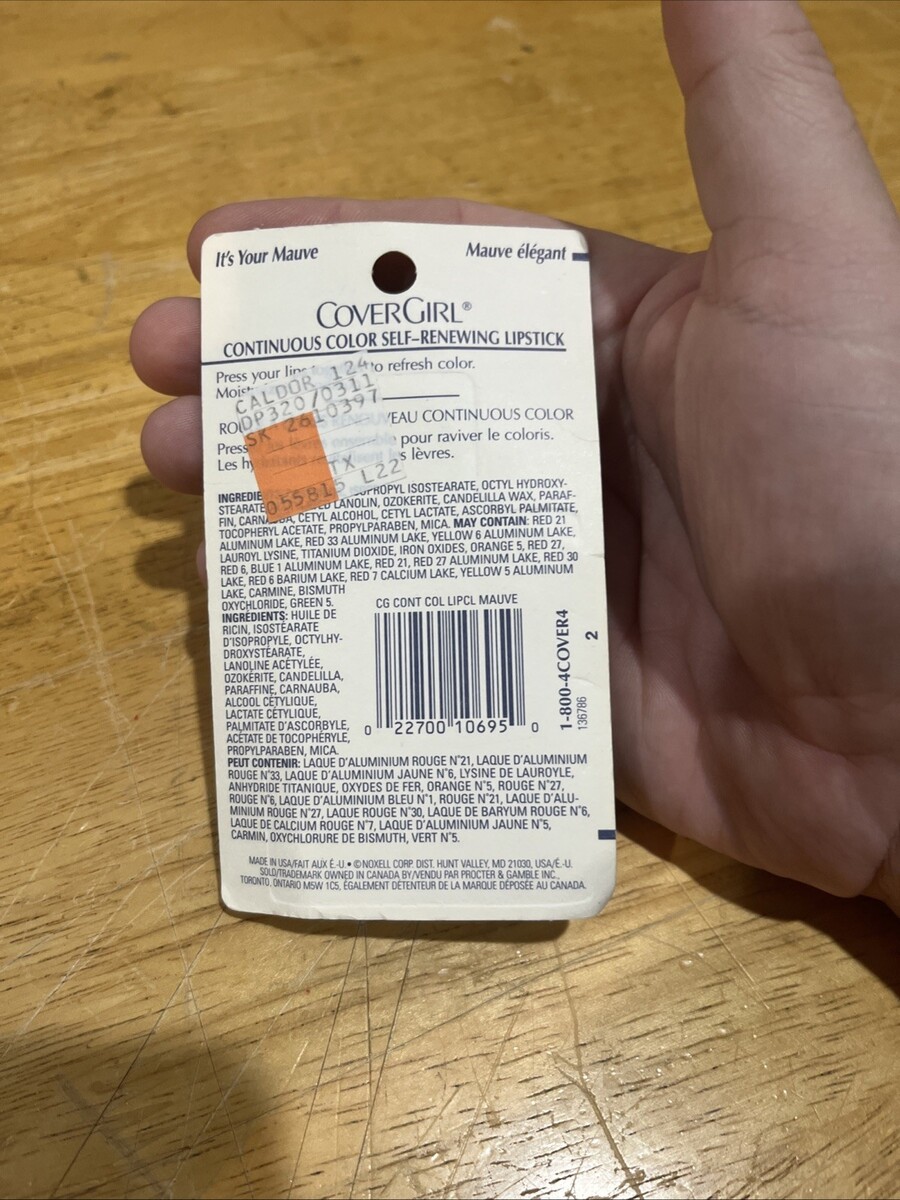 It's Your Mauve
Mauve élégant
COVERGIRL®
CONTINUOUS COLOR SELF-RENEWING LIPSTICK
Press your lips to refresh color.
CALDOR 124
DP32070311
SK 2610397
TX
055815 L22
CONTINUOUS COLOR
Press pour raviver le coloris.
Les lèvres.
ISOPROPYL ISOSTEARATE, OCTYL HYDROXY-
STEARATE, LANOLIN, OZOKERITE, CANDELILLA WAX, PARAF-
FIN, CARNAUBA, CETYL ALCOHOL, CETYL LACTATE, ASCORBYL PALMITATE,
TOCOPHERYL ACETATE, PROPYLPARABEN, MICA. MAY CONTAIN: RED 21
ALUMINUM LAKE, RED 33 ALUMINUM LAKE, YELLOW 6 ALUMINUM LAKE,
LAUROYL LYSINE, TITANIUM DIOXIDE, IRON OXIDES, ORANGE 5, RED 27,
RED 6, BLUE 1 ALUMINUM LAKE, RED 21, RED 27 ALUMINUM LAKE, RED 30
LAKE, RED 6 BARIUM LAKE, RED 7 CALCIUM LAKE, YELLOW 5 ALUMINUM
LAKE, CARMINE, BISMUTH
OXYCHLORIDE, GREEN 5.
INGRÉDIENTS: HUILE DE
RICIN, ISOSTÉARATE
D'ISOPROPYLE, OCTYLHY-
DROXYSTÉARATE,
LANOLINE ACÉTYLÉE,
OZOKERITE, CANDELILLA,
PARAFFINE, CARNAUBA,
ALCOOL CÉTYLIQUE,
LACTATE CÉTYLIQUE,
PALMITATE D'ASCORBYLE,
ACÉTATE DE TOCOPHÉRYLE,
PROPYLPARABEN, MICA.
CG CONT COL LIPCL MAUVE
0 22700 10695 0
1-800-4COVER4
136786
2
PEUT CONTENIR: LAQUE D'ALUMINIUM ROUGE N°21, LAQUE D'ALUMINIUM
ROUGE N°33, LAQUE D'ALUMINIUM JAUNE N°6, LYSINE DE LAUROYLE,
ANHYDRIDE TITANIQUE, OXYDES DE FER, ORANGE N°5, ROUGE N°27,
ROUGE N°6, LAQUE D'ALUMINIUM BLEU N°1, ROUGE N°21, LAQUE D'ALU-
MINIUM ROUGE N°27, LAQUE ROUGE N°30, LAQUE DE BARYUM ROUGE N°6,
LAQUE DE CALCIUM ROUGE N°7, LAQUE D'ALUMINIUM JAUNE N°5,
CARMIN, OXYCHLORURE DE BISMUTH, VERT N°5.
MADE IN USA/FAIT AUX É.-U. • ©NOXELL CORP. DIST. HUNT VALLEY, MD 21030, USA/É.-U.
SOLD/TRADEMARK OWNED IN CANADA BY/VENDU PAR PROCTER & GAMBLE INC.,
TORONTO, ONTARIO M5W 1C5, ÉGALEMENT DÉTENTEUR DE LA MARQUE DÉPOSÉE AU CANADA.